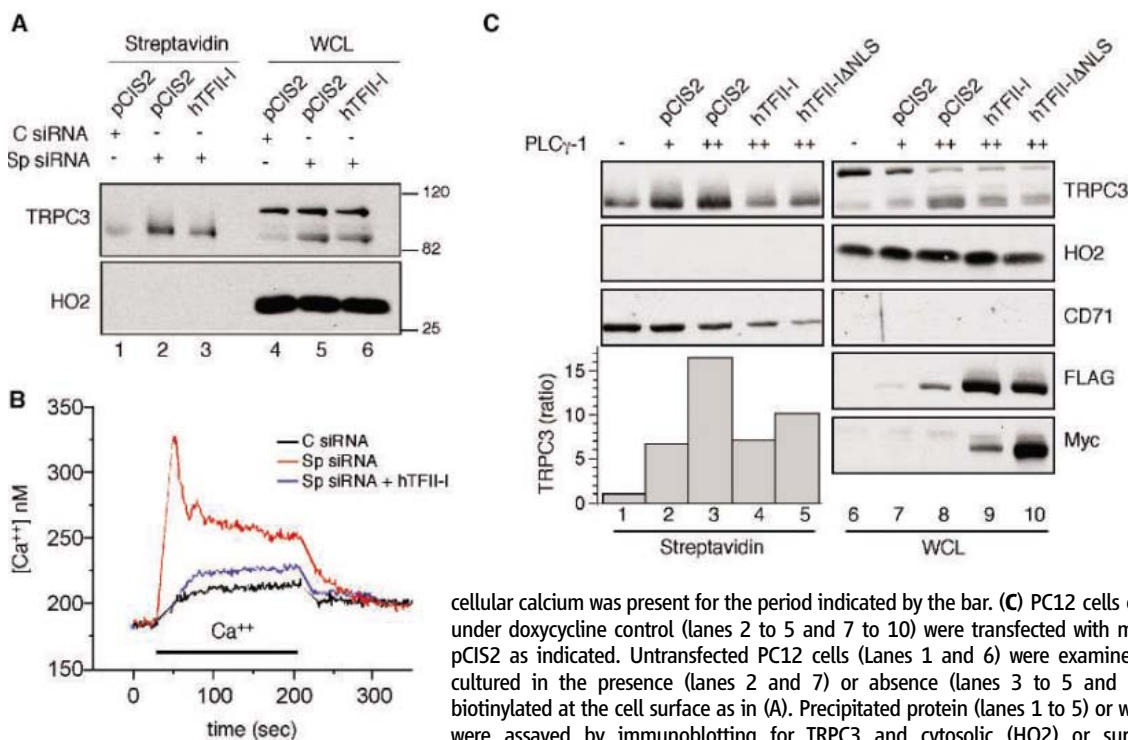 A
Streptavidin WCL
pCIS2 pCIS2 hTFII-I pCIS2 pCIS2 hTFII-I
C siRNA + - - + - -
Sp siRNA - + + - + +
TRPC3
120
82
HO2
25
1 2 3 4 5 6
B
350
300
250
200
150
[Ca++] nM
C siRNA
Sp siRNA
Sp siRNA + hTFII-I
Ca++
0 100 200 300
time (sec)
C
pCIS2 pCIS2 hTFII-I hTFII-IΔNLS pCIS2 pCIS2 hTFII-I hTFII-IΔNLS
PLCγ-1 - + ++ ++ ++ - + ++ ++ ++
TRPC3
HO2
CD71
FLAG
Myc
TRPC3 (ratio)
15
10
5
0
1 2 3 4 5 6 7 8 9 10
Streptavidin WCL
cellular calcium was present for the period indicated by the bar. (C) PC12 cells
under doxycycline control (lanes 2 to 5 and 7 to 10) were transfected with
pCIS2 as indicated. Untransfected PC12 cells (Lanes 1 and 6) were examine
cultured in the presence (lanes 2 and 7) or absence (lanes 3 to 5 and
biotinylated at the cell surface as in (A). Precipitated protein (lanes 1 to 5) or w
were assayed by immunoblotting for TRPC3 and cytosolic (HO2) or sur